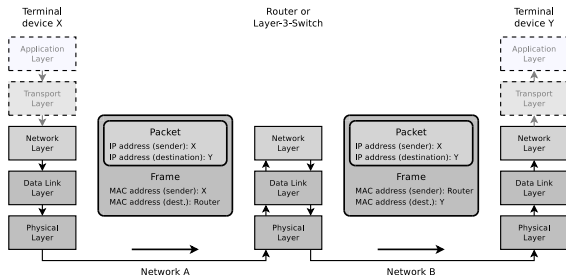 Terminal
device X
Router or
Layer-3-Switch
Terminal
device Y
Application
Layer
Transport
Layer
Network
Layer
Data Link
Layer
Physical
Layer
Packet
IP address (sender): X
IP address (destination): Y
Frame
MAC address (sender): X
MAC address (dest.): Router
Network
Layer
Data Link
Layer
Physical
Layer
Packet
IP address (sender): X
IP address (destination): Y
Frame
MAC address (sender): Router
MAC address (dest.): Y
Application
Layer
Transport
Layer
Network
Layer
Data Link
Layer
Physical
Layer
Network A
Network B